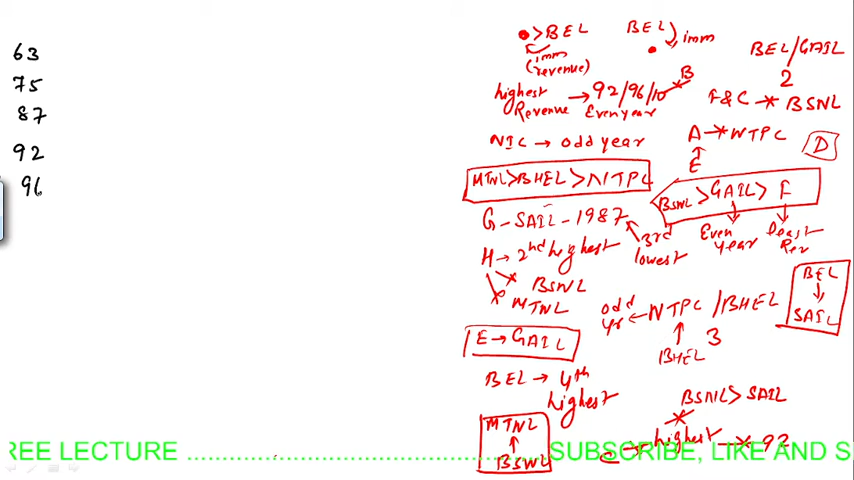 63
75
87
92
96
●>BEL
imm
(revenue)
BEL
imm
BEL/GAIL
2
highest
Revenue → 92/96/10
B
Even year
F&C → BSNL
NIC → odd year
A → NTPC
E
D
MTNL>BHEL>NTPC
BSNL>GAIL>F
Even
year
least
Rev
G-SAIL-1987
3rd
lowest
H → 2nd highest
BSNL
MTNL
BEL
↓
SAIL
odd
yr ← NTPC/BHEL
BHEL
3
E → GAIL
BEL → 4th
highest
MTNL
↑
BSNL
BSNL>SAIL
C → highest → 92
REE LECTURE ................................................................SUBSCRIBE, LIKE AND S